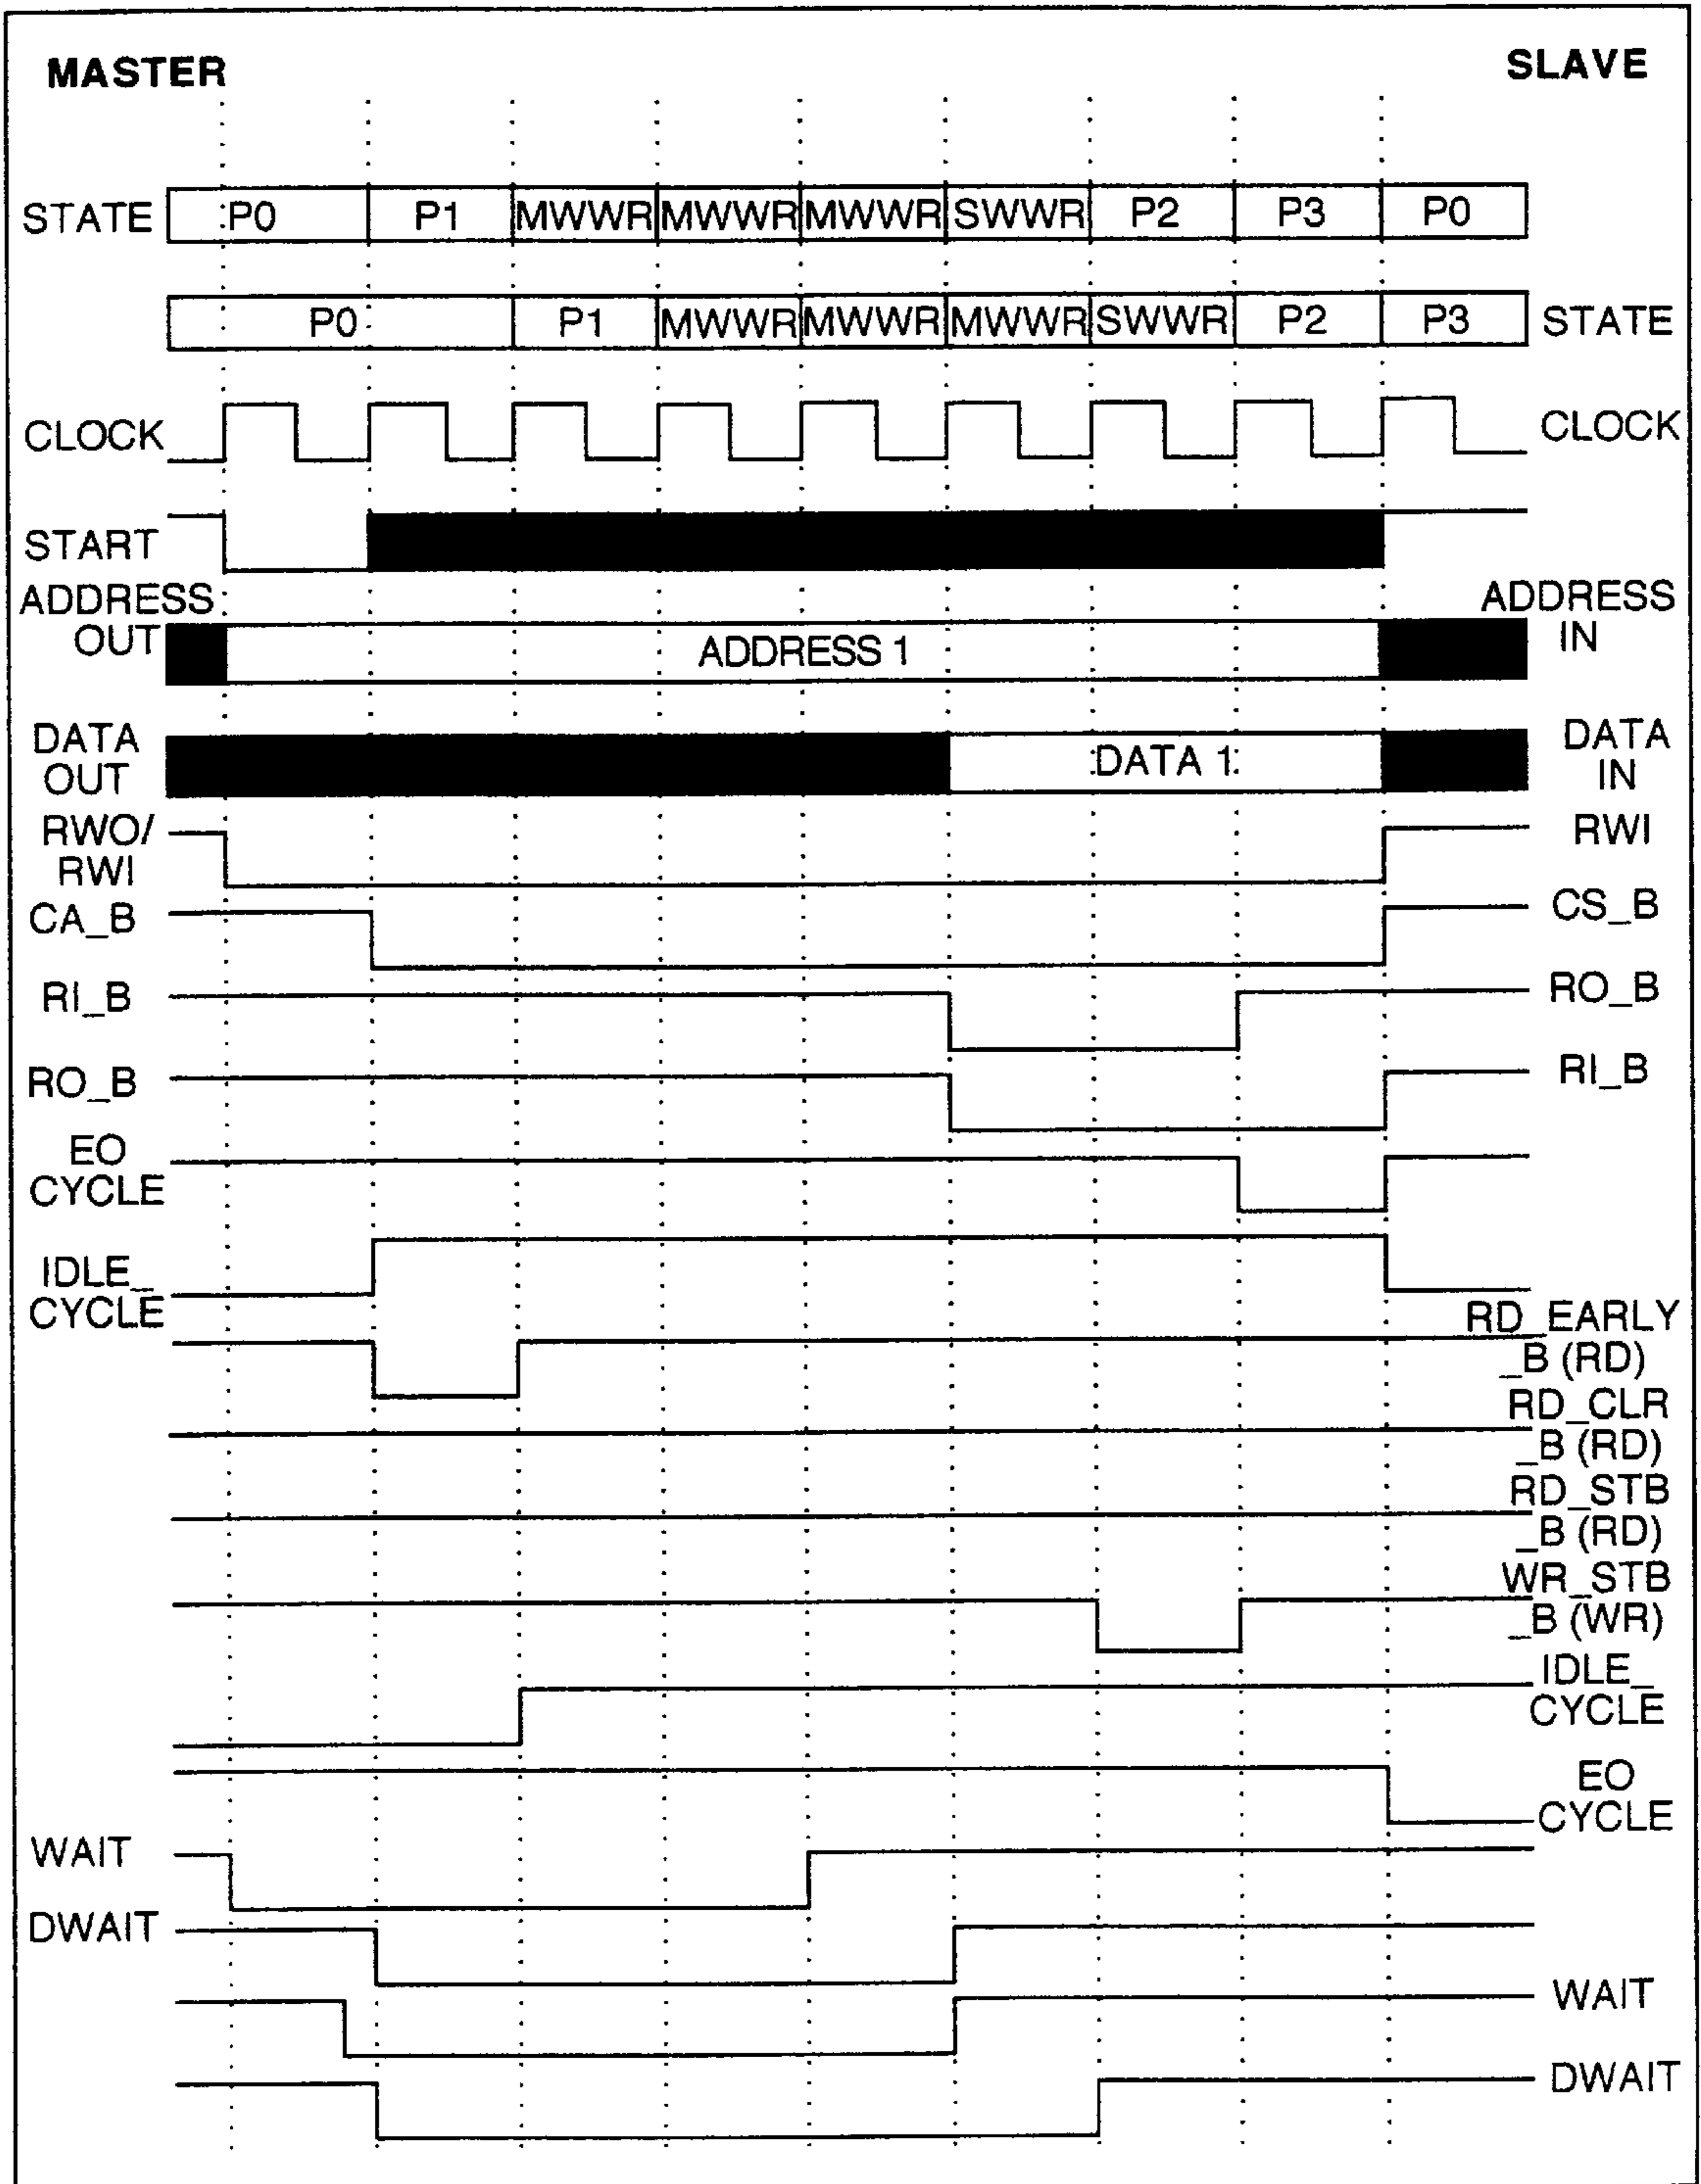 MASTER SLAVE
STATE P0 P1 MWWR MWWR MWWR SWWR P2 P3 P0
P0 P1 MWWR MWWR MWWR SWWR P2 P3 STATE
CLOCK CLOCK
START
ADDRESS
OUT
ADDRESS 1
ADDRESS
IN
DATA
OUT
DATA 1
DATA
IN
RWO/
RWI
RWI
CA_B CS_B
RI_B RO_B
RO_B RI_B
EO
CYCLE
IDLE_
CYCLE
RD_EARLY
_B (RD)
RD_CLR
_B (RD)
RD_STB
_B (RD)
WR_STB
_B (WR)
IDLE_
CYCLE
EO
CYCLE
WAIT
DWAIT
WAIT
DWAIT